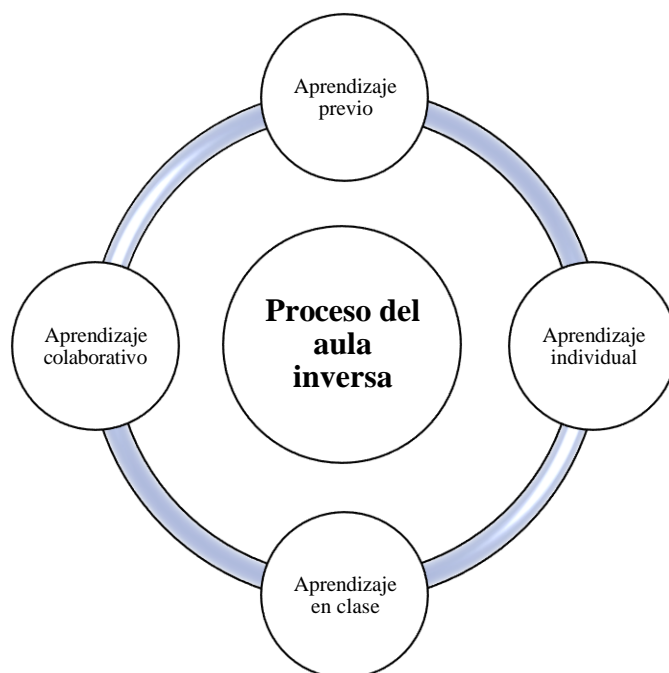 Aprendizaje
previo
Aprendizaje
colaborativo
Proceso del
aula
inversa
Aprendizaje
individual
Aprendizaje
en clase